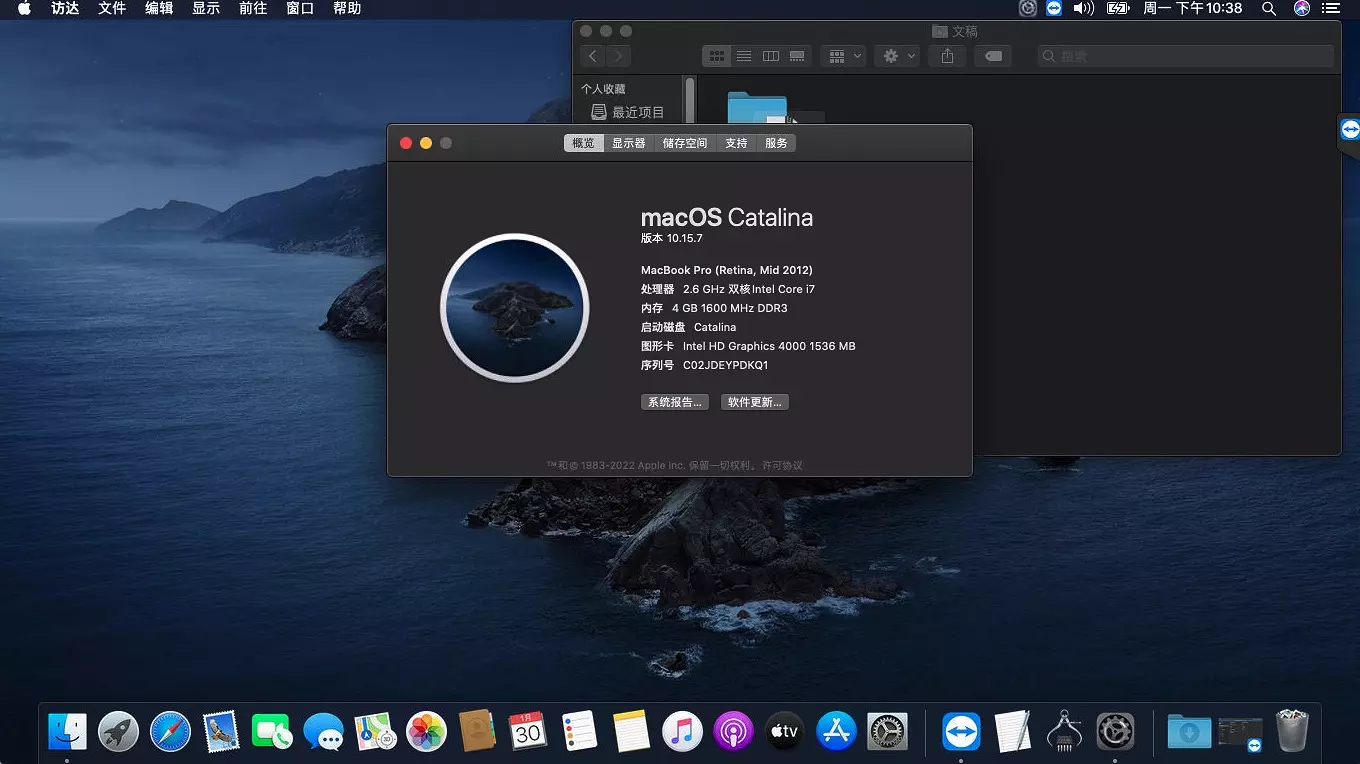 访达 文件 编辑 显示 前往 窗口 帮助 周一 下午10:38
文稿
搜索
个人收藏
最近项目
概览 显示器 储存空间 支持 服务
macOS Catalina
版本 10.15.7
MacBook Pro (Retina, Mid 2012)
处理器 2.6 GHz 双核Intel Core i7
内存 4 GB 1600 MHz DDR3
启动磁盘 Catalina
图形卡 Intel HD Graphics 4000 1536 MB
序列号 C02JDEYPDKQ1
系统报告... 软件更新...
™和© 1983-2022 Apple Inc. 保留一切权利。 许可协议
1月
30
3D
tv